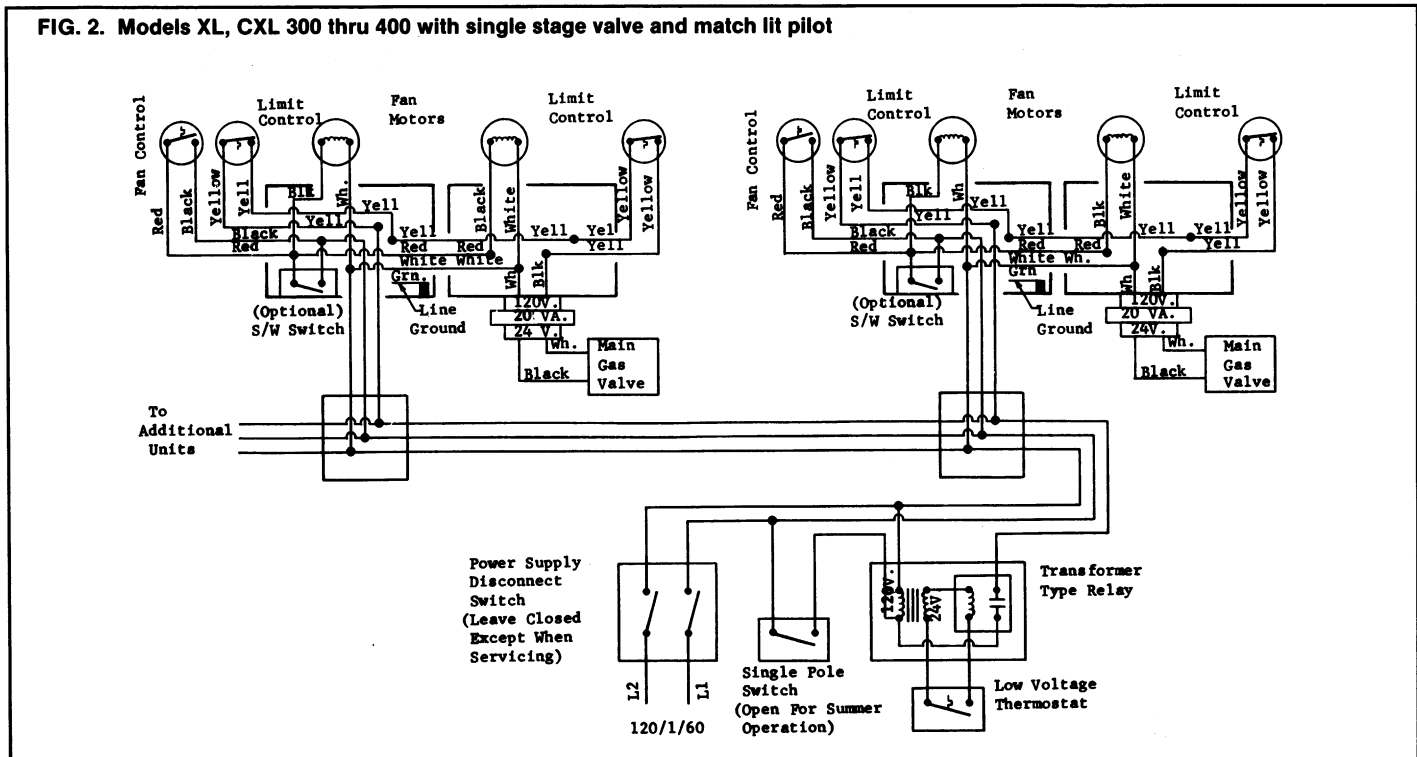 FIG. 2. Models XL, CXL 300 thru 400 with single stage valve and match lit pilot
Fan Control
Limit
Control
Fan
Motors
Limit
Control
Red
Black
Yellow
Yell
Blk
Wh.
Yell
Yell
Black
Red
Yell
Red
White
Grn.
Black
White
Yellow
Yellow
Yell
Yel
Yell
Red
White
Wh
Blk
(Optional)
S/W Switch
Line
Ground
120V.
20 VA.
24 V.
Wh.
Black
Main
Gas
Valve
Fan Control
Limit
Control
Fan
Motors
Limit
Control
Red
Black
Yellow
Yell
Blk
Wh
Yell
Yell
Black
Red
Yell
Red
White
Grn
Blk
White
Yellow
Yellow
Yell
Yell
Yell
Red
Wh.
Wh
Blk
(Optional)
S/W Switch
Line
Ground
120V.
20 VA.
24V.
Wh.
Black
Main
Gas
Valve
To
Additional
Units
Power Supply
Disconnect
Switch
(Leave Closed
Except When
Servicing)
L2
L1
120/1/60
Single Pole
Switch
(Open For Summer
Operation)
120V.
24V
Transformer
Type Relay
Low Voltage
Thermostat